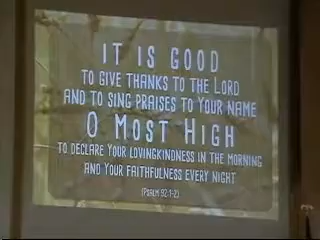 IT IS GOOD
TO GIVE THANKS TO THE LORD
AND TO SING PRAISES TO YOUR NAME
O MOST HIGH
TO DECLARE YOUR LOVINGKINDNESS IN THE MORNING
AND YOUR FAITHFULNESS EVERY NIGHT
(PSALM 92:1-2)